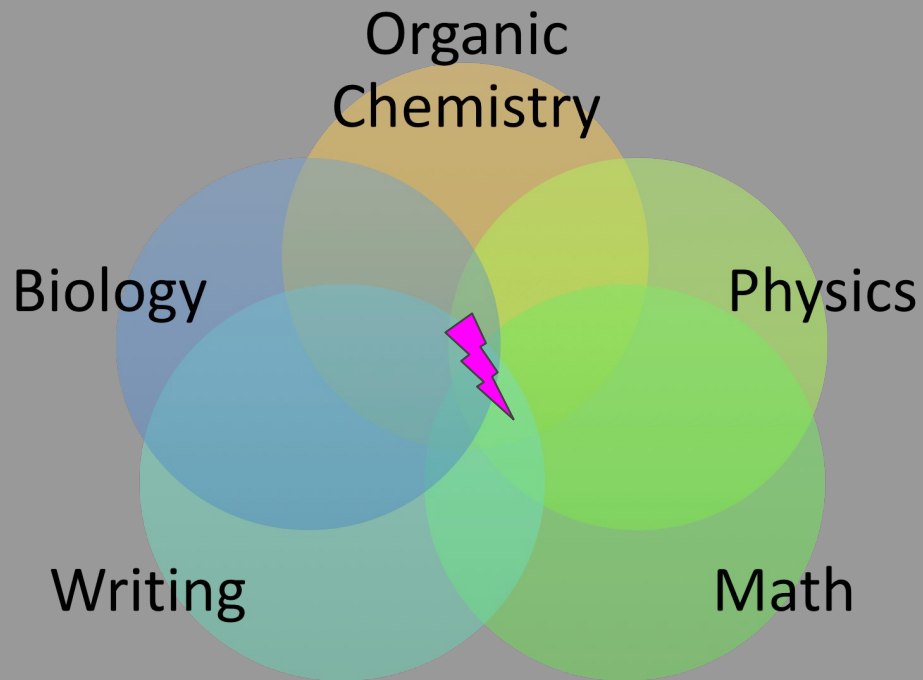 Organic
Chemistry
Biology
Physics
Writing
Math